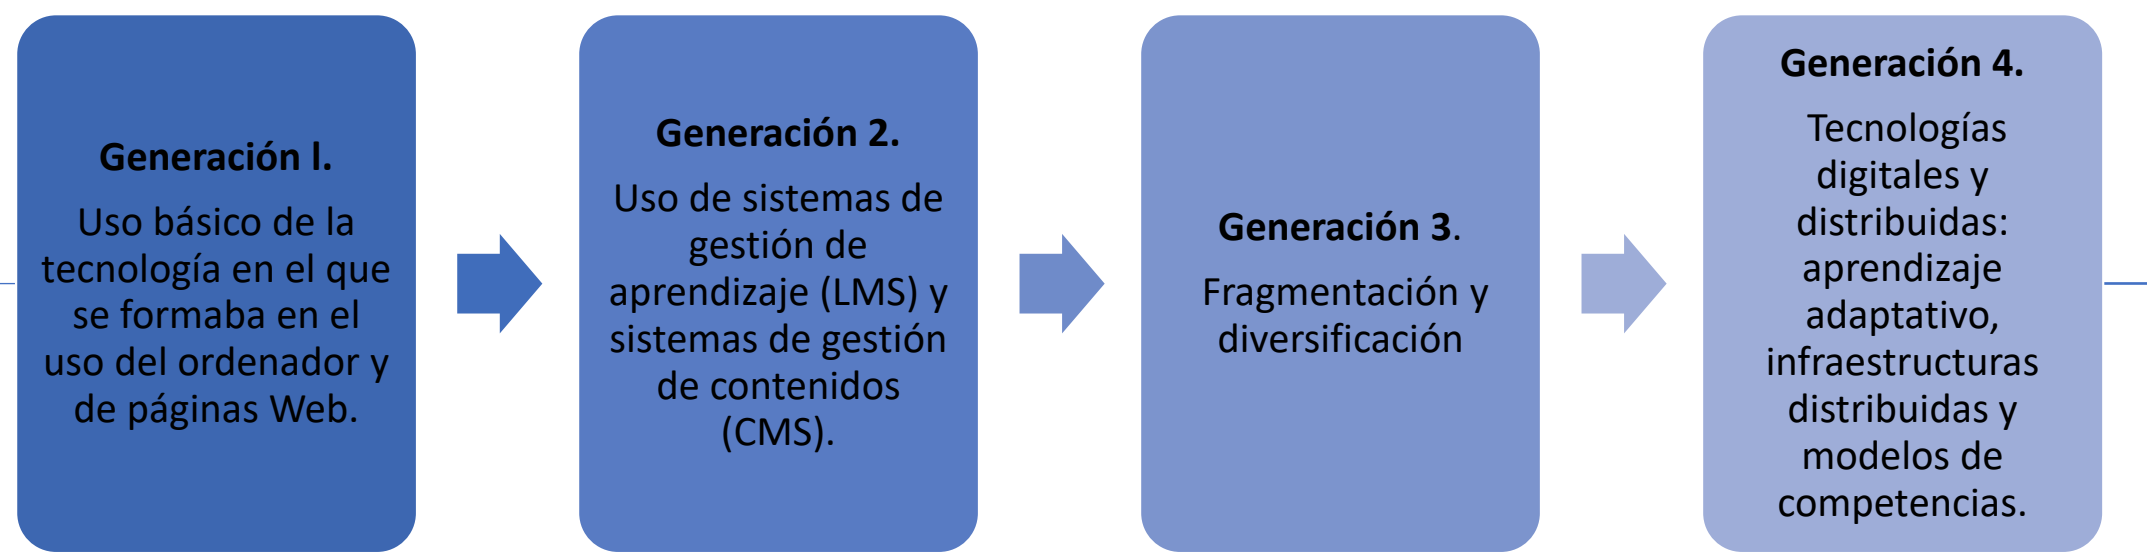 Generación l.
Uso básico de la
tecnología en el que
se formaba en el
uso del ordenador y
de páginas Web.
Generación 2.
Uso de sistemas de
gestión de
aprendizaje (LMS) y
sistemas de gestión
de contenidos
(CMS).
Generación 3.
Fragmentación y
diversificación
Generación 4.
Tecnologías
digitales y
distribuidas:
aprendizaje
adaptativo,
infraestructuras
distribuidas y
modelos de
competencias.